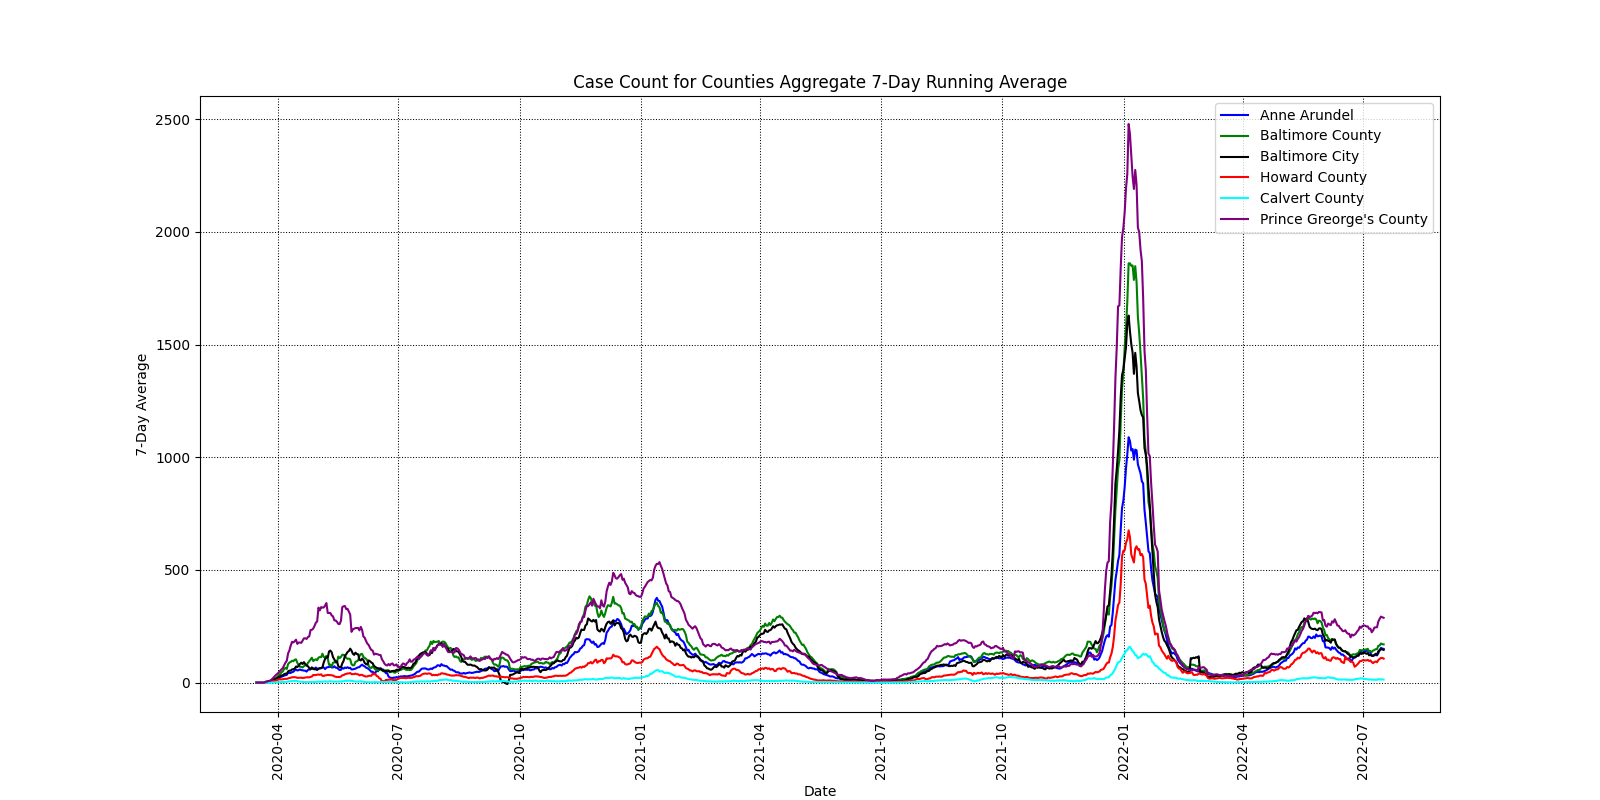 Case Count for Counties Aggregate 7-Day Running Average
Anne Arundel
Baltimore County
Baltimore City
Howard County
Calvert County
Prince Greorge's County
7-Day Average
2500
2000
1500
1000
500
0
2020-04
2020-07
2020-10
2021-01
2021-04
2021-07
2021-10
2022-01
2022-04
2022-07
Date